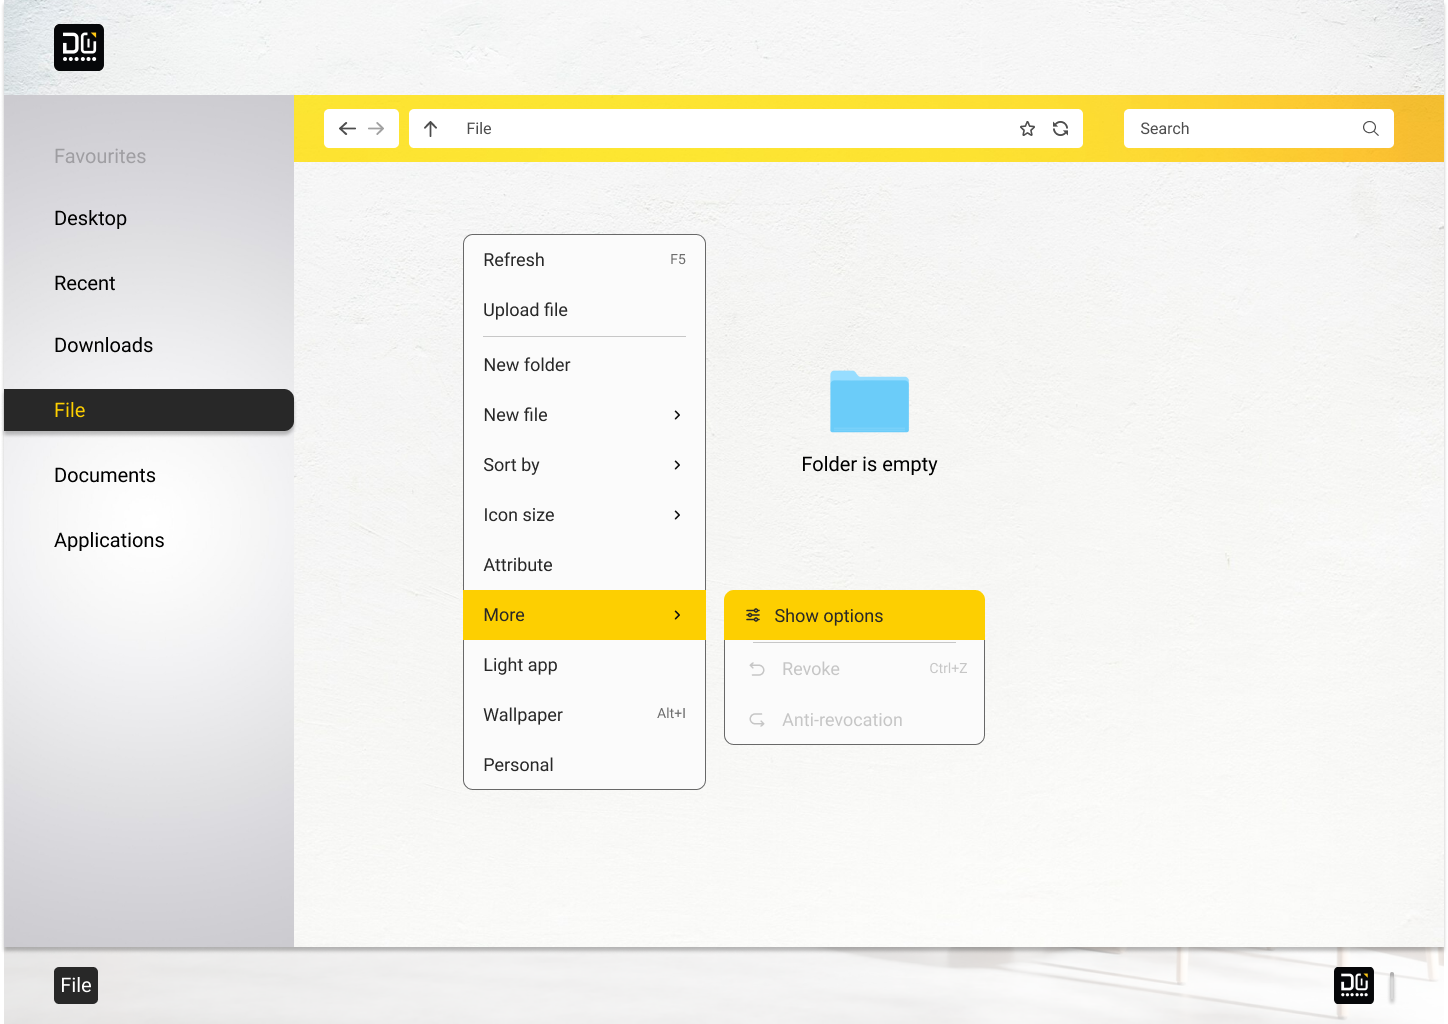 DW
Favourites
Desktop
Recent
Downloads
File
Documents
Applications
File
Search
Refresh F5
Upload file
New folder
New file
Sort by
Icon size
Attribute
More
Light app
Wallpaper Alt+I
Personal
Folder is empty
Show options
Revoke Ctrl+Z
Anti-revocation
File
DW